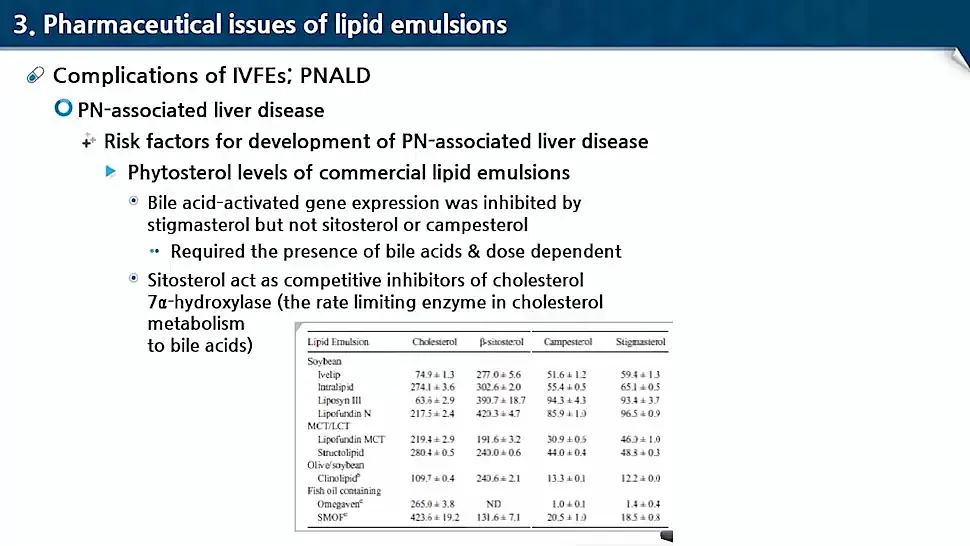 3. Pharmaceutical issues of lipid emulsions
Complications of IVFEs; PNALD
PN-associated liver disease
Risk factors for development of PN-associated liver disease
Phytosterol levels of commercial lipid emulsions
Bile acid-activated gene expression was inhibited by
stigmasterol but not sitosterol or campesterol
Required the presence of bile acids & dose dependent
Sitosterol act as competitive inhibitors of cholesterol
7α-hydroxylase (the rate limiting enzyme in cholesterol
metabolism
to bile acids)
Lipid Emulsion Cholesterol β-sitosterol Campesterol Stigmasterol
Soybean
Ivelip 74.9 ± 1.3 277.0 ± 5.6 51.6 ± 1.2 59.4 ± 1.3
Intralipid 274.1 ± 3.6 302.6 ± 2.0 55.4 ± 0.5 65.1 ± 0.5
Liposyn III 63.6 ± 2.9 390.7 ± 18.7 94.3 ± 4.3 93.4 ± 3.7
Lipofundin N 217.5 ± 2.4 420.3 ± 4.7 85.9 ± 1.0 96.5 ± 0.9
MCT/LCT
Lipofundin MCT 219.4 ± 2.9 191.6 ± 3.2 30.9 ± 0.5 46.0 ± 1.0
Structolipid 280.4 ± 0.5 240.0 ± 0.6 44.0 ± 0.4 48.8 ± 0.3
Olive/soybean
Clinolipid 109.7 ± 0.4 240.6 ± 2.1 13.3 ± 0.1 12.2 ± 0.0
Fish oil containing
Omegaven 265.0 ± 3.8 ND 1.0 ± 0.1 1.4 ± 0.4
SMOF 423.6 ± 19.2 131.6 ± 7.1 20.5 ± 1.0 18.5 ± 0.8